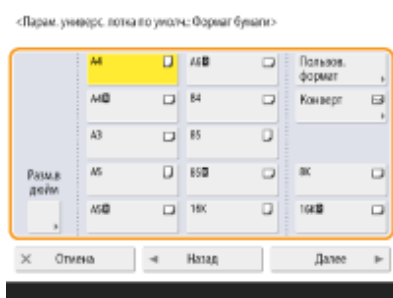 <Парам. универс. лотка по умолч.: Формат бумаги>
A4
A6R
Пользов.
формат
A4R
B4
Конверт
A3
B5
Разм.в
дюйм
A5
B5R
8K
A5R
16K
16KR
Отмена
Назад
Далее